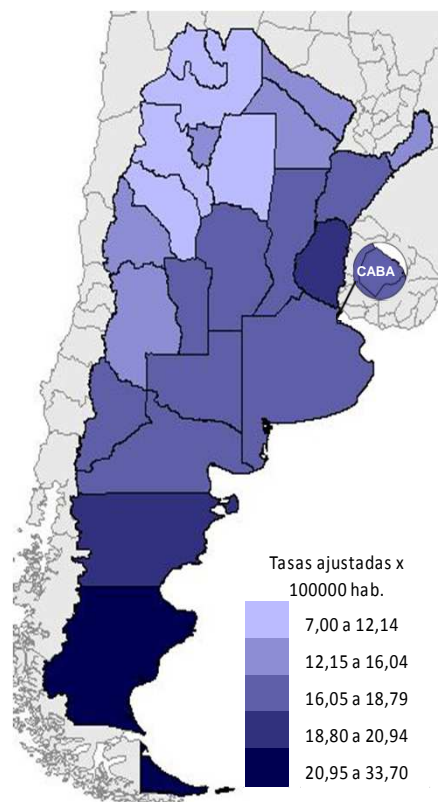 CABA
Tasas ajustadas x
100000 hab.
7,00 a 12,14
12,15 a 16,04
16,05 a 18,79
18,80 a 20,94
20,95 a 33,70